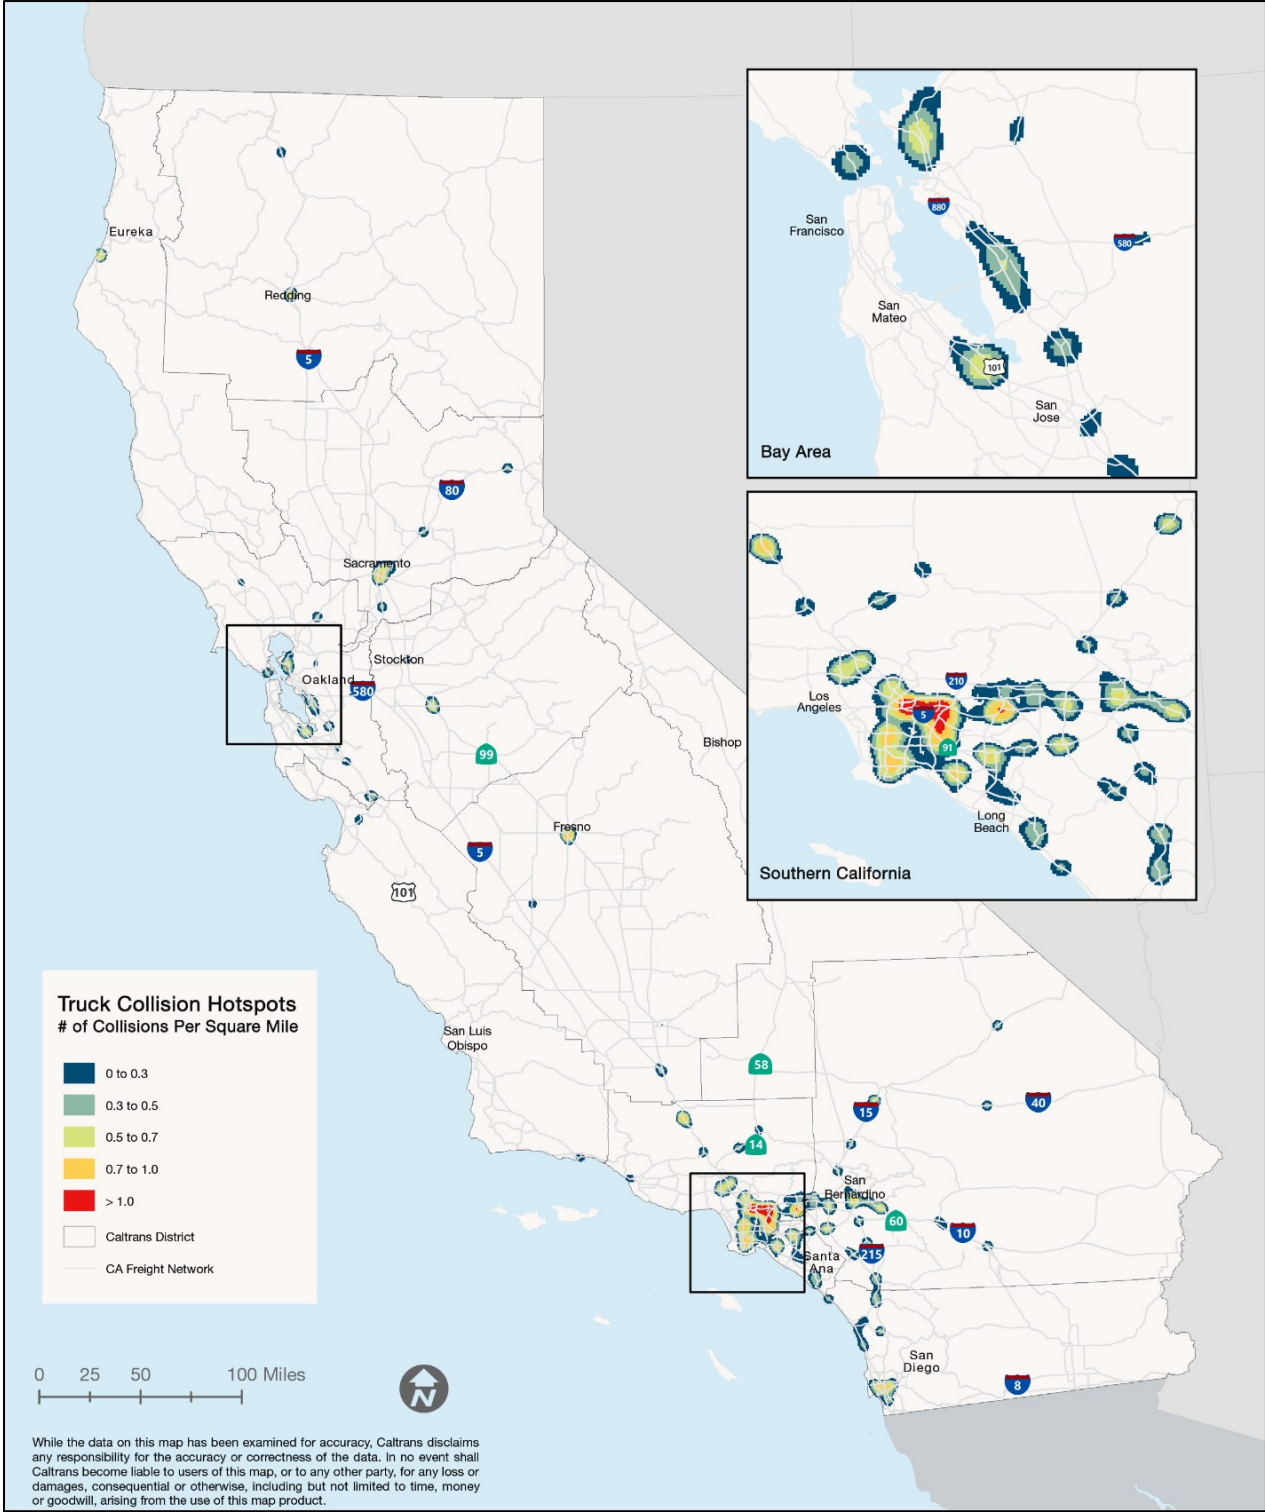 Eureka
Redding
5
80
Sacramento
Stockton
Oakland
580
99
Bishop
Fresno
5
101
San Luis
Obispo
58
15
40
14
San
Bernardino
60
10
215
Santa
Ana
San
Diego
8
880
San
Francisco
580
San
Mateo
101
San
Jose
Bay Area
210
Los
Angeles
5
91
Long
Beach
Southern California
Truck Collision Hotspots
# of Collisions Per Square Mile
0 to 0.3
0.3 to 0.5
0.5 to 0.7
0.7 to 1.0
> 1.0
Caltrans District
CA Freight Network
0 25 50 100 Miles
N
While the data on this map has been examined for accuracy, Caltrans disclaims
any responsibility for the accuracy or correctness of the data. In no event shall
Caltrans become liable to users of this map, or to any other party, for any loss or
damages, consequential or otherwise, including but not limited to time, money
or goodwill, arising from the use of this map product.